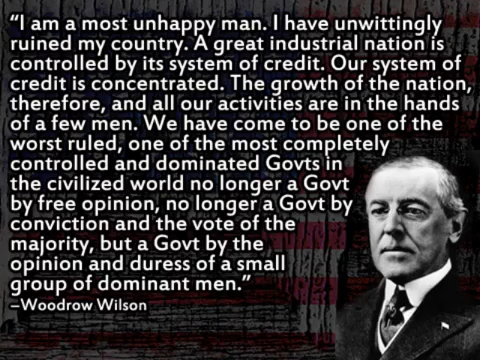 “I am a most unhappy man. I have unwittingly
ruined my country. A great industrial nation is
controlled by its system of credit. Our system of
credit is concentrated. The growth of the nation,
therefore, and all our activities are in the hands
of a few men. We have come to be one of the
worst ruled, one of the most completely
controlled and dominated Govts in
the civilized world no longer a Govt
by free opinion, no longer a Govt by
conviction and the vote of the
majority, but a Govt by the
opinion and duress of a small
group of dominant men.”
–Woodrow Wilson